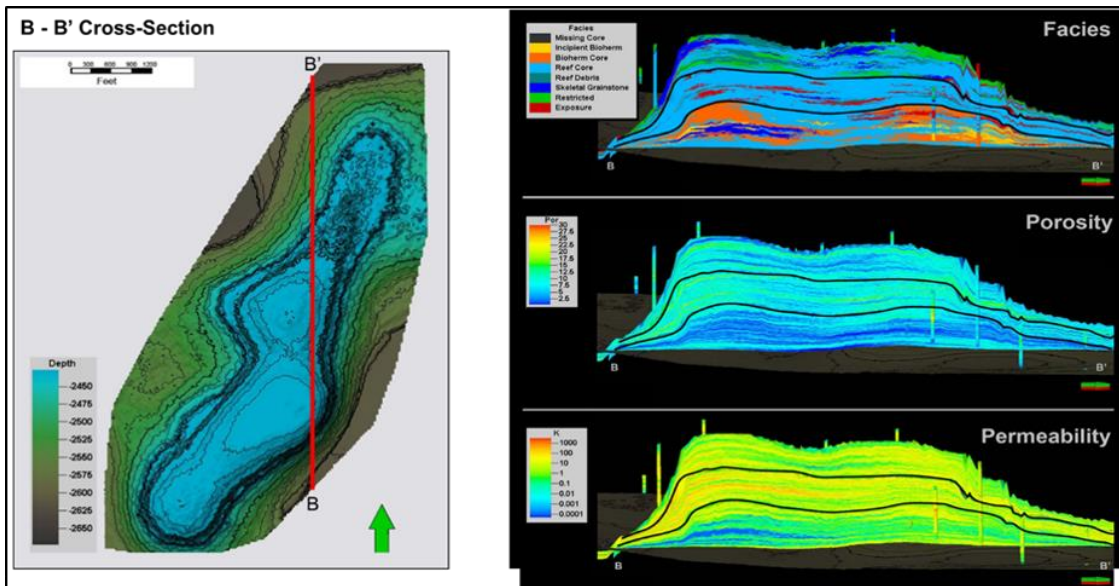 B - B' Cross-Section
0 300 600 900 1200
Feet
B'
B
Depth
-2450
-2475
-2500
-2525
-2550
-2575
-2600
-2625
-2650
Facies
Facies
Missing Core
Incipient Bioherm
Bioherm Core
Reef Core
Reef Debris
Skeletal Grainstone
Restricted
Exposure
B
B'
Porosity
Por
30
27.5
25
22.5
20
17.5
15
12.5
10
7.5
5
2.5
B
B'
Permeability
K
1000
100
10
1
0.1
0.01
0.001
0.0001
B
B'